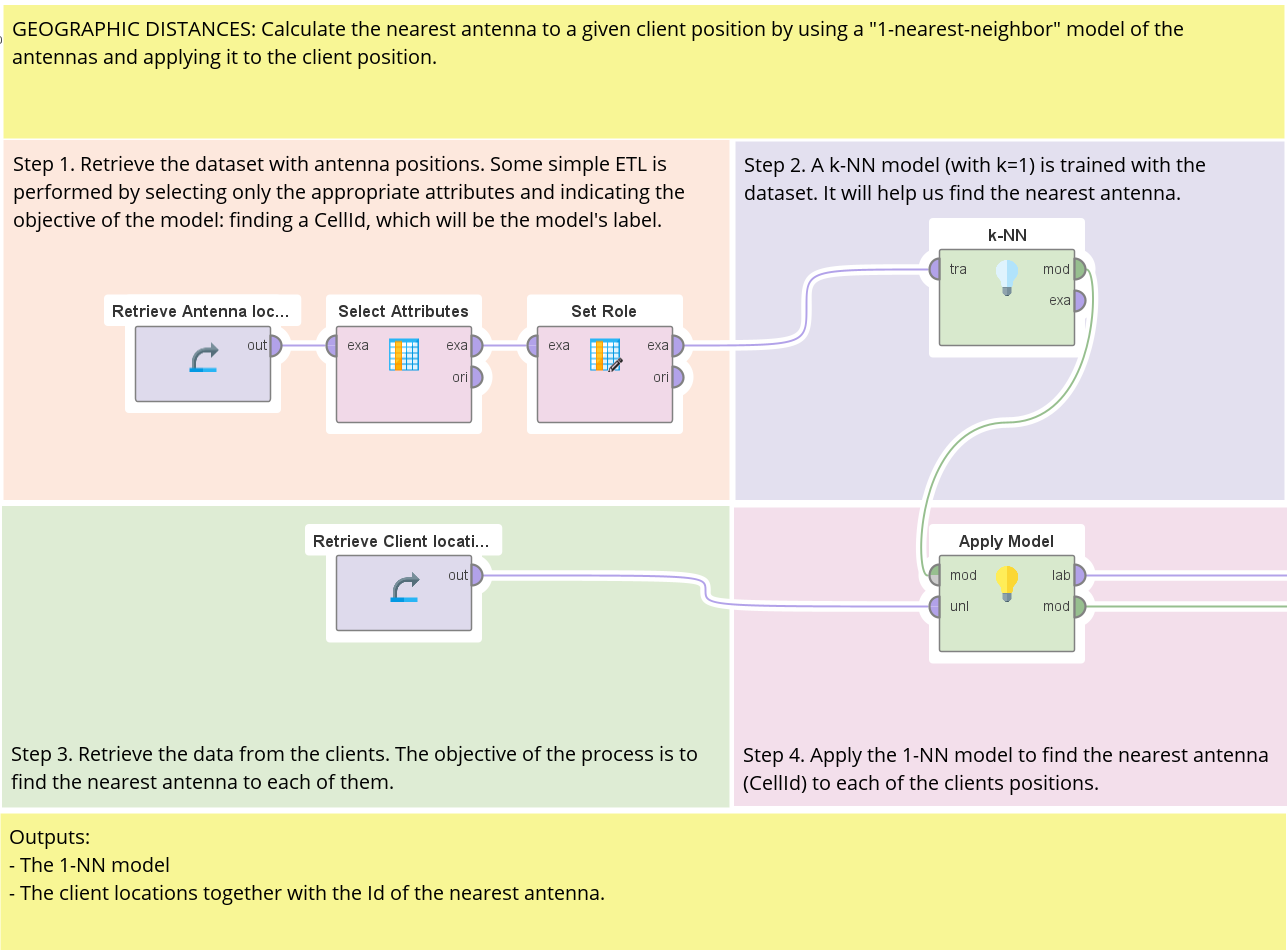 GEOGRAPHIC DISTANCES: Calculate the nearest antenna to a given client position by using a "1-nearest-neighbor" model of the
antennas and applying it to the client position.
Step 1. Retrieve the dataset with antenna positions. Some simple ETL is
performed by selecting only the appropriate attributes and indicating the
objective of the model: finding a CellId, which will be the model's label.
Retrieve Antenna loc...
out
Select Attributes
exa
exa
ori
Set Role
exa
exa
ori
Step 2. A k-NN model (with k=1) is trained with the
dataset. It will help us find the nearest antenna.
k-NN
tra
mod
exa
Retrieve Client locati...
out
Step 3. Retrieve the data from the clients. The objective of the process is to
find the nearest antenna to each of them.
Apply Model
mod
lab
unl
mod
Step 4. Apply the 1-NN model to find the nearest antenna
(CellId) to each of the clients positions.
Outputs:
- The 1-NN model
- The client locations together with the Id of the nearest antenna.